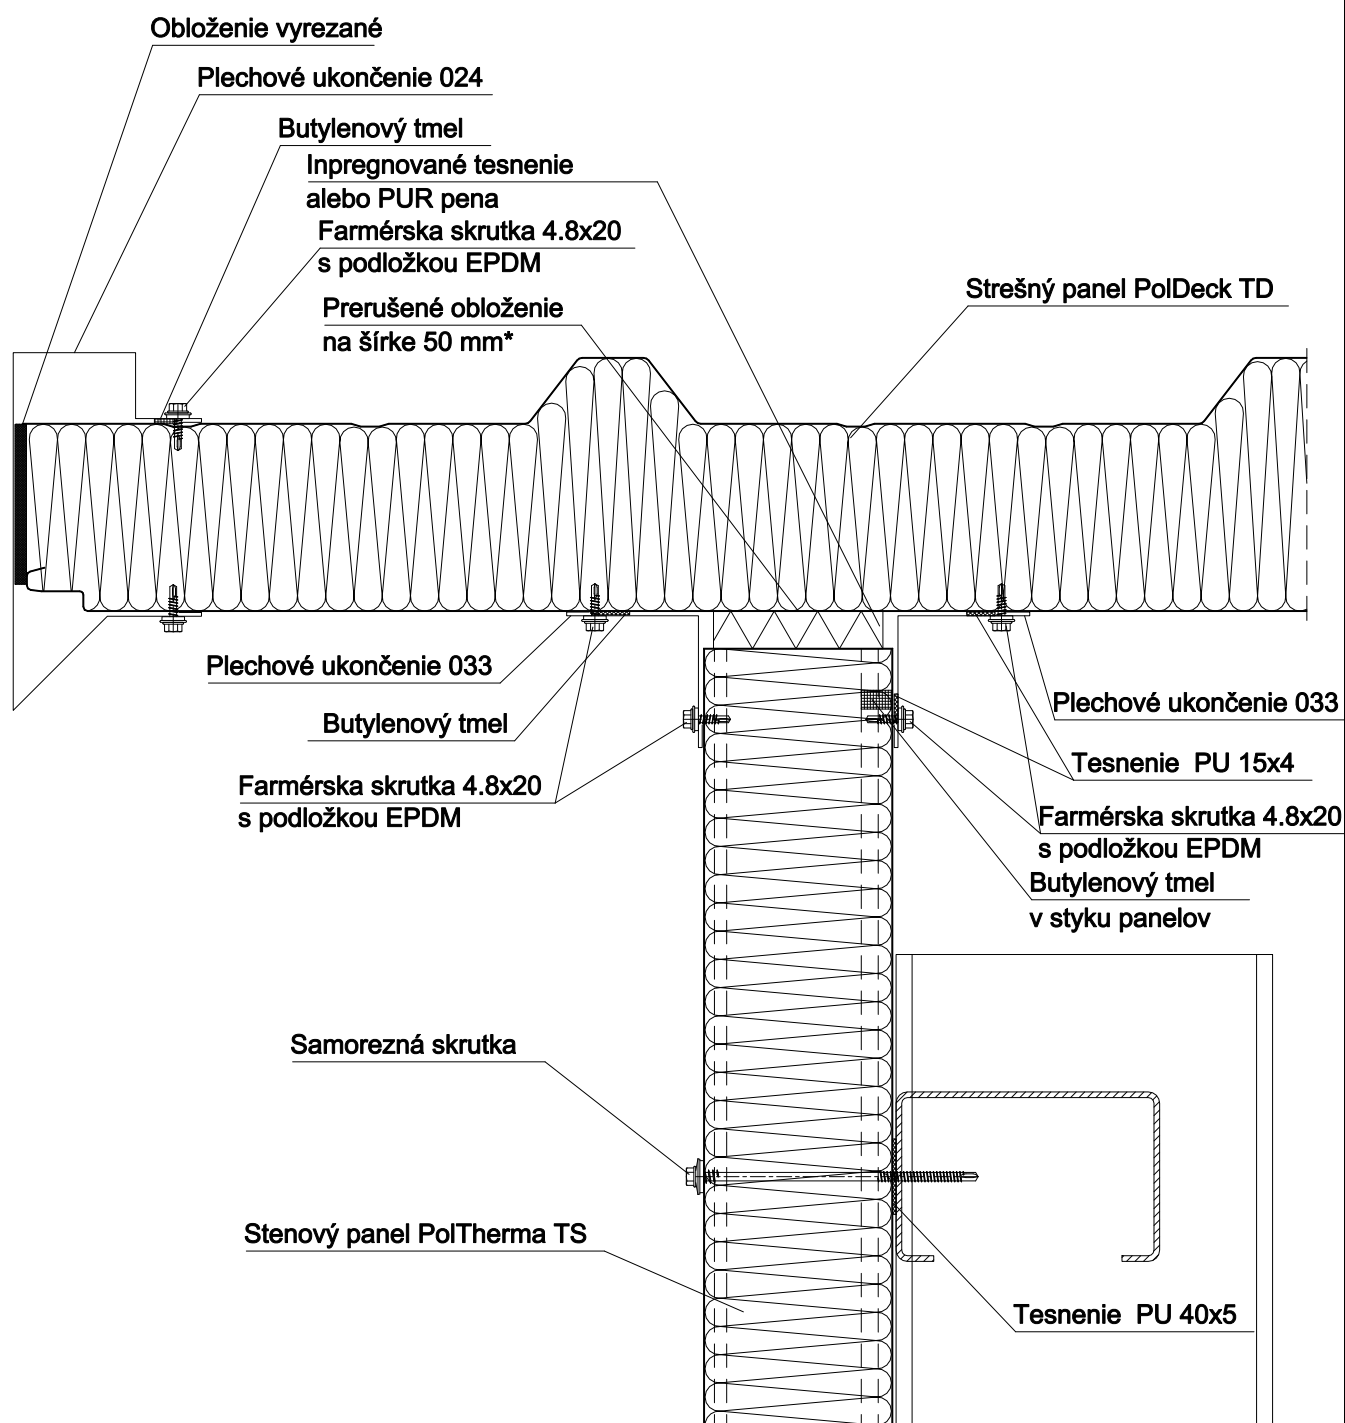 Obloženie vyrezané
Plechové ukončenie 024
Butylenový tmel
Inpregnované tesnenie
alebo PUR pena
Farmérska skrutka 4.8x20
s podložkou EPDM
Strešný panel PolDeck TD
Prerušené obloženie
na šírke 50 mm*
Plechové ukončenie 033
Butylenový tmel
Farmérska skrutka 4.8x20
s podložkou EPDM
Plechové ukončenie 033
Tesnenie PU 15x4
Farmérska skrutka 4.8x20
s podložkou EPDM
Butylenový tmel
v styku panelov
Samorezná skrutka
Stenový panel PolTherma TS
Tesnenie PU 40x5